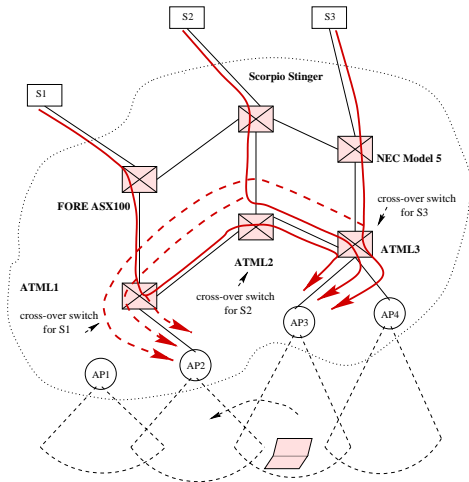 S2
S3
Scorpio Stinger
S1
NEC Model 5
FORE ASX100
cross-over switch
for S3
ATML2
ATML3
ATML1
cross-over switch
for S2
cross-over switch
for S1
AP3
AP4
AP1
AP2